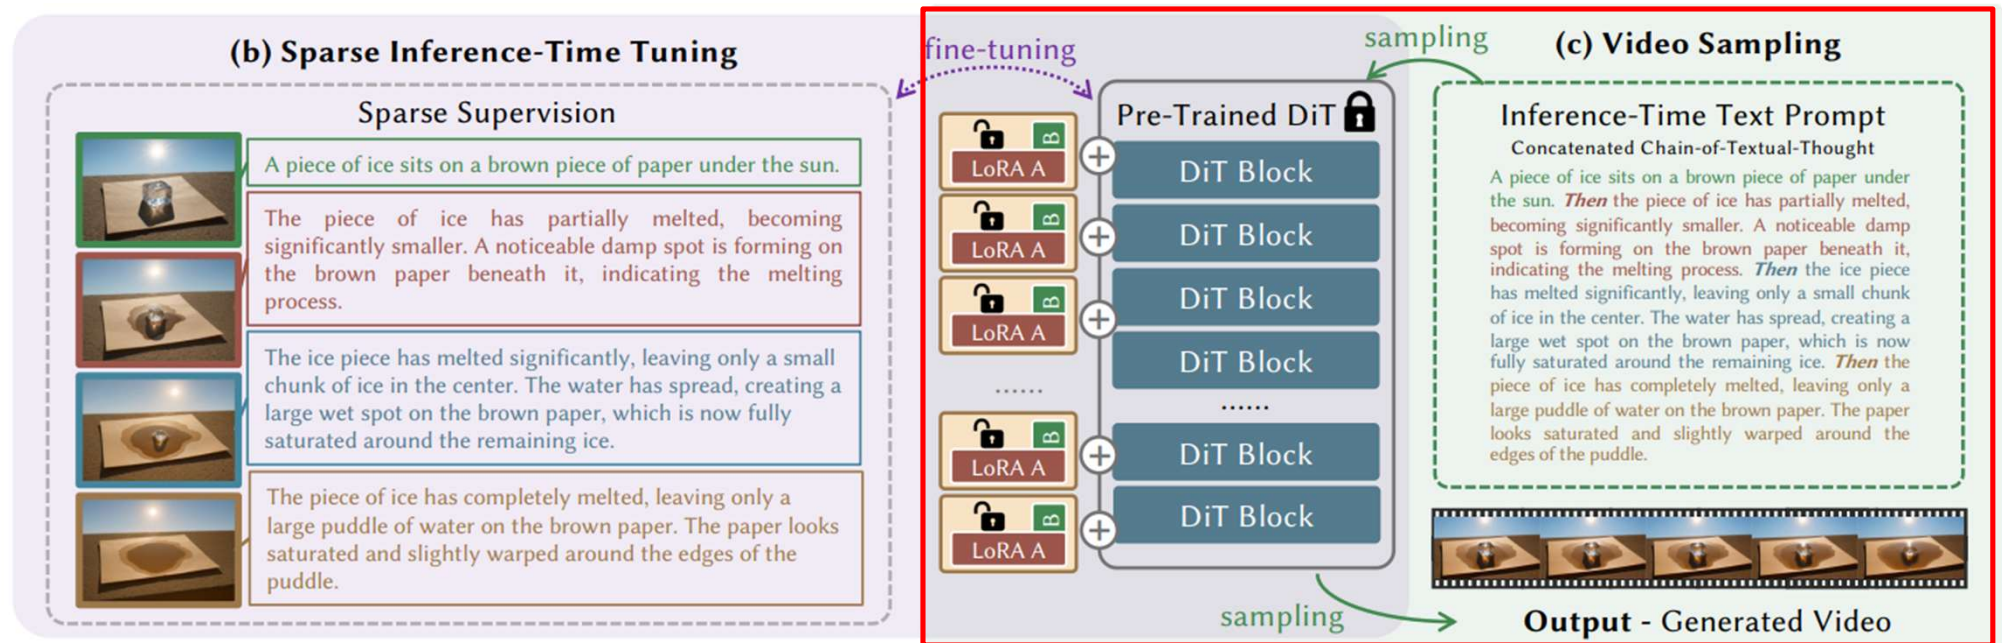 (b) Sparse Inference-Time Tuning
Sparse Supervision
A piece of ice sits on a brown piece of paper under the sun.
The piece of ice has partially melted, becoming
significantly smaller. A noticeable damp spot is forming on
the brown paper beneath it, indicating the melting
process.
The ice piece has melted significantly, leaving only a small
chunk of ice in the center. The water has spread, creating a
large wet spot on the brown paper, which is now fully
saturated around the remaining ice.
The piece of ice has completely melted, leaving only a
large puddle of water on the brown paper. The paper looks
saturated and slightly warped around the edges of the
puddle.
fine-tuning
B
LoRA A
B
LoRA A
B
LoRA A
......
B
LoRA A
B
LoRA A
Pre-Trained DiT
DiT Block
DiT Block
DiT Block
DiT Block
......
DiT Block
DiT Block
sampling
sampling
(c) Video Sampling
Inference-Time Text Prompt
Concatenated Chain-of-Textual-Thought
A piece of ice sits on a brown piece of paper under
the sun. Then the piece of ice has partially melted,
becoming significantly smaller. A noticeable damp
spot is forming on the brown paper beneath it,
indicating the melting process. Then the ice piece
has melted significantly, leaving only a small chunk
of ice in the center. The water has spread, creating a
large wet spot on the brown paper, which is now
fully saturated around the remaining ice. Then the
piece of ice has completely melted, leaving only a
large puddle of water on the brown paper. The paper
looks saturated and slightly warped around the
edges of the puddle.
Output - Generated Video